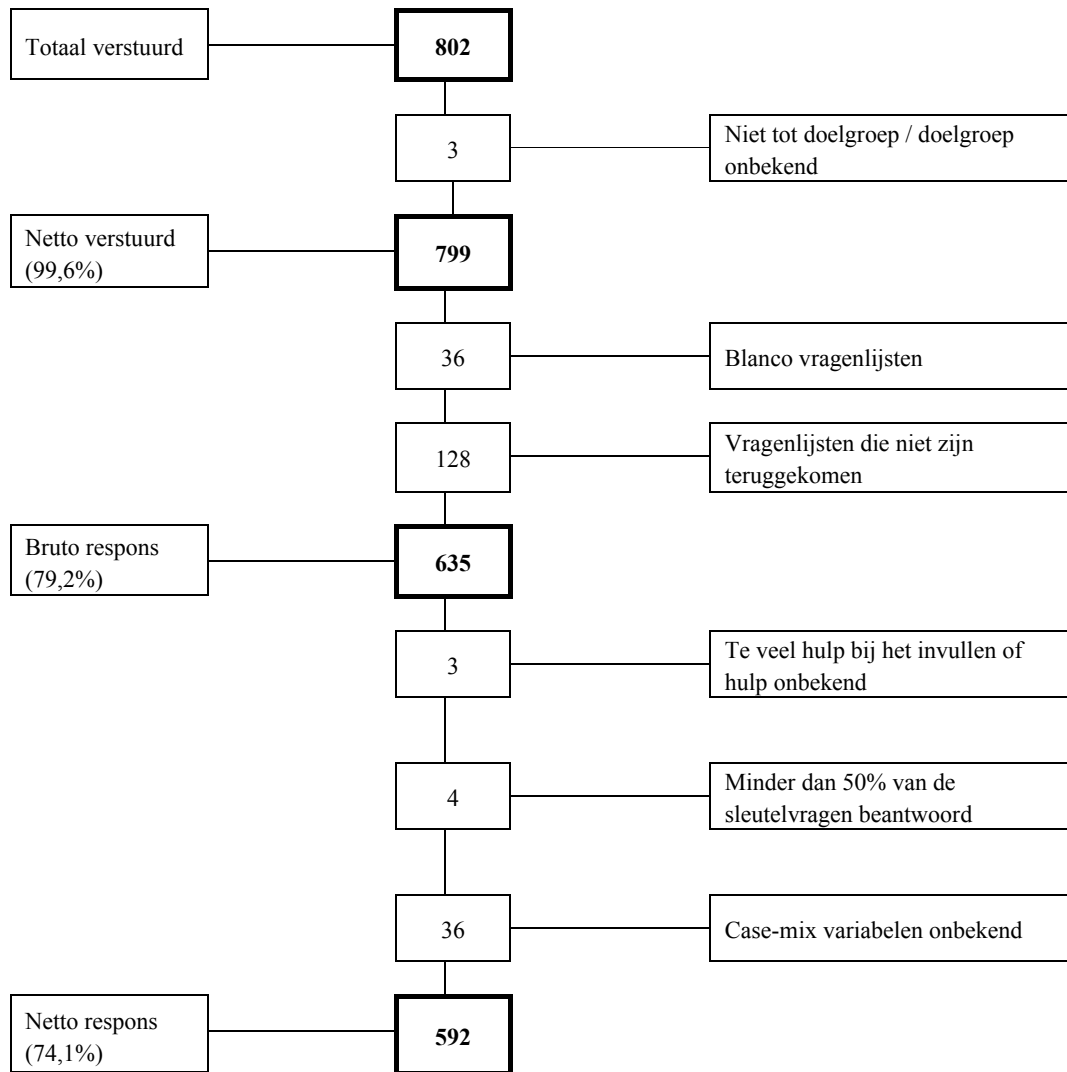 Totaal verstuurd
802
3
Niet tot doelgroep / doelgroep
onbekend
Netto verstuurd
(99,6%)
799
36
Blanco vragenlijsten
128
Vragenlijsten die niet zijn
teruggekomen
Bruto respons
(79,2%)
635
3
Te veel hulp bij het invullen of
hulp onbekend
4
Minder dan 50% van de
sleutelvragen beantwoord
36
Case-mix variabelen onbekend
Netto respons
(74,1%)
592